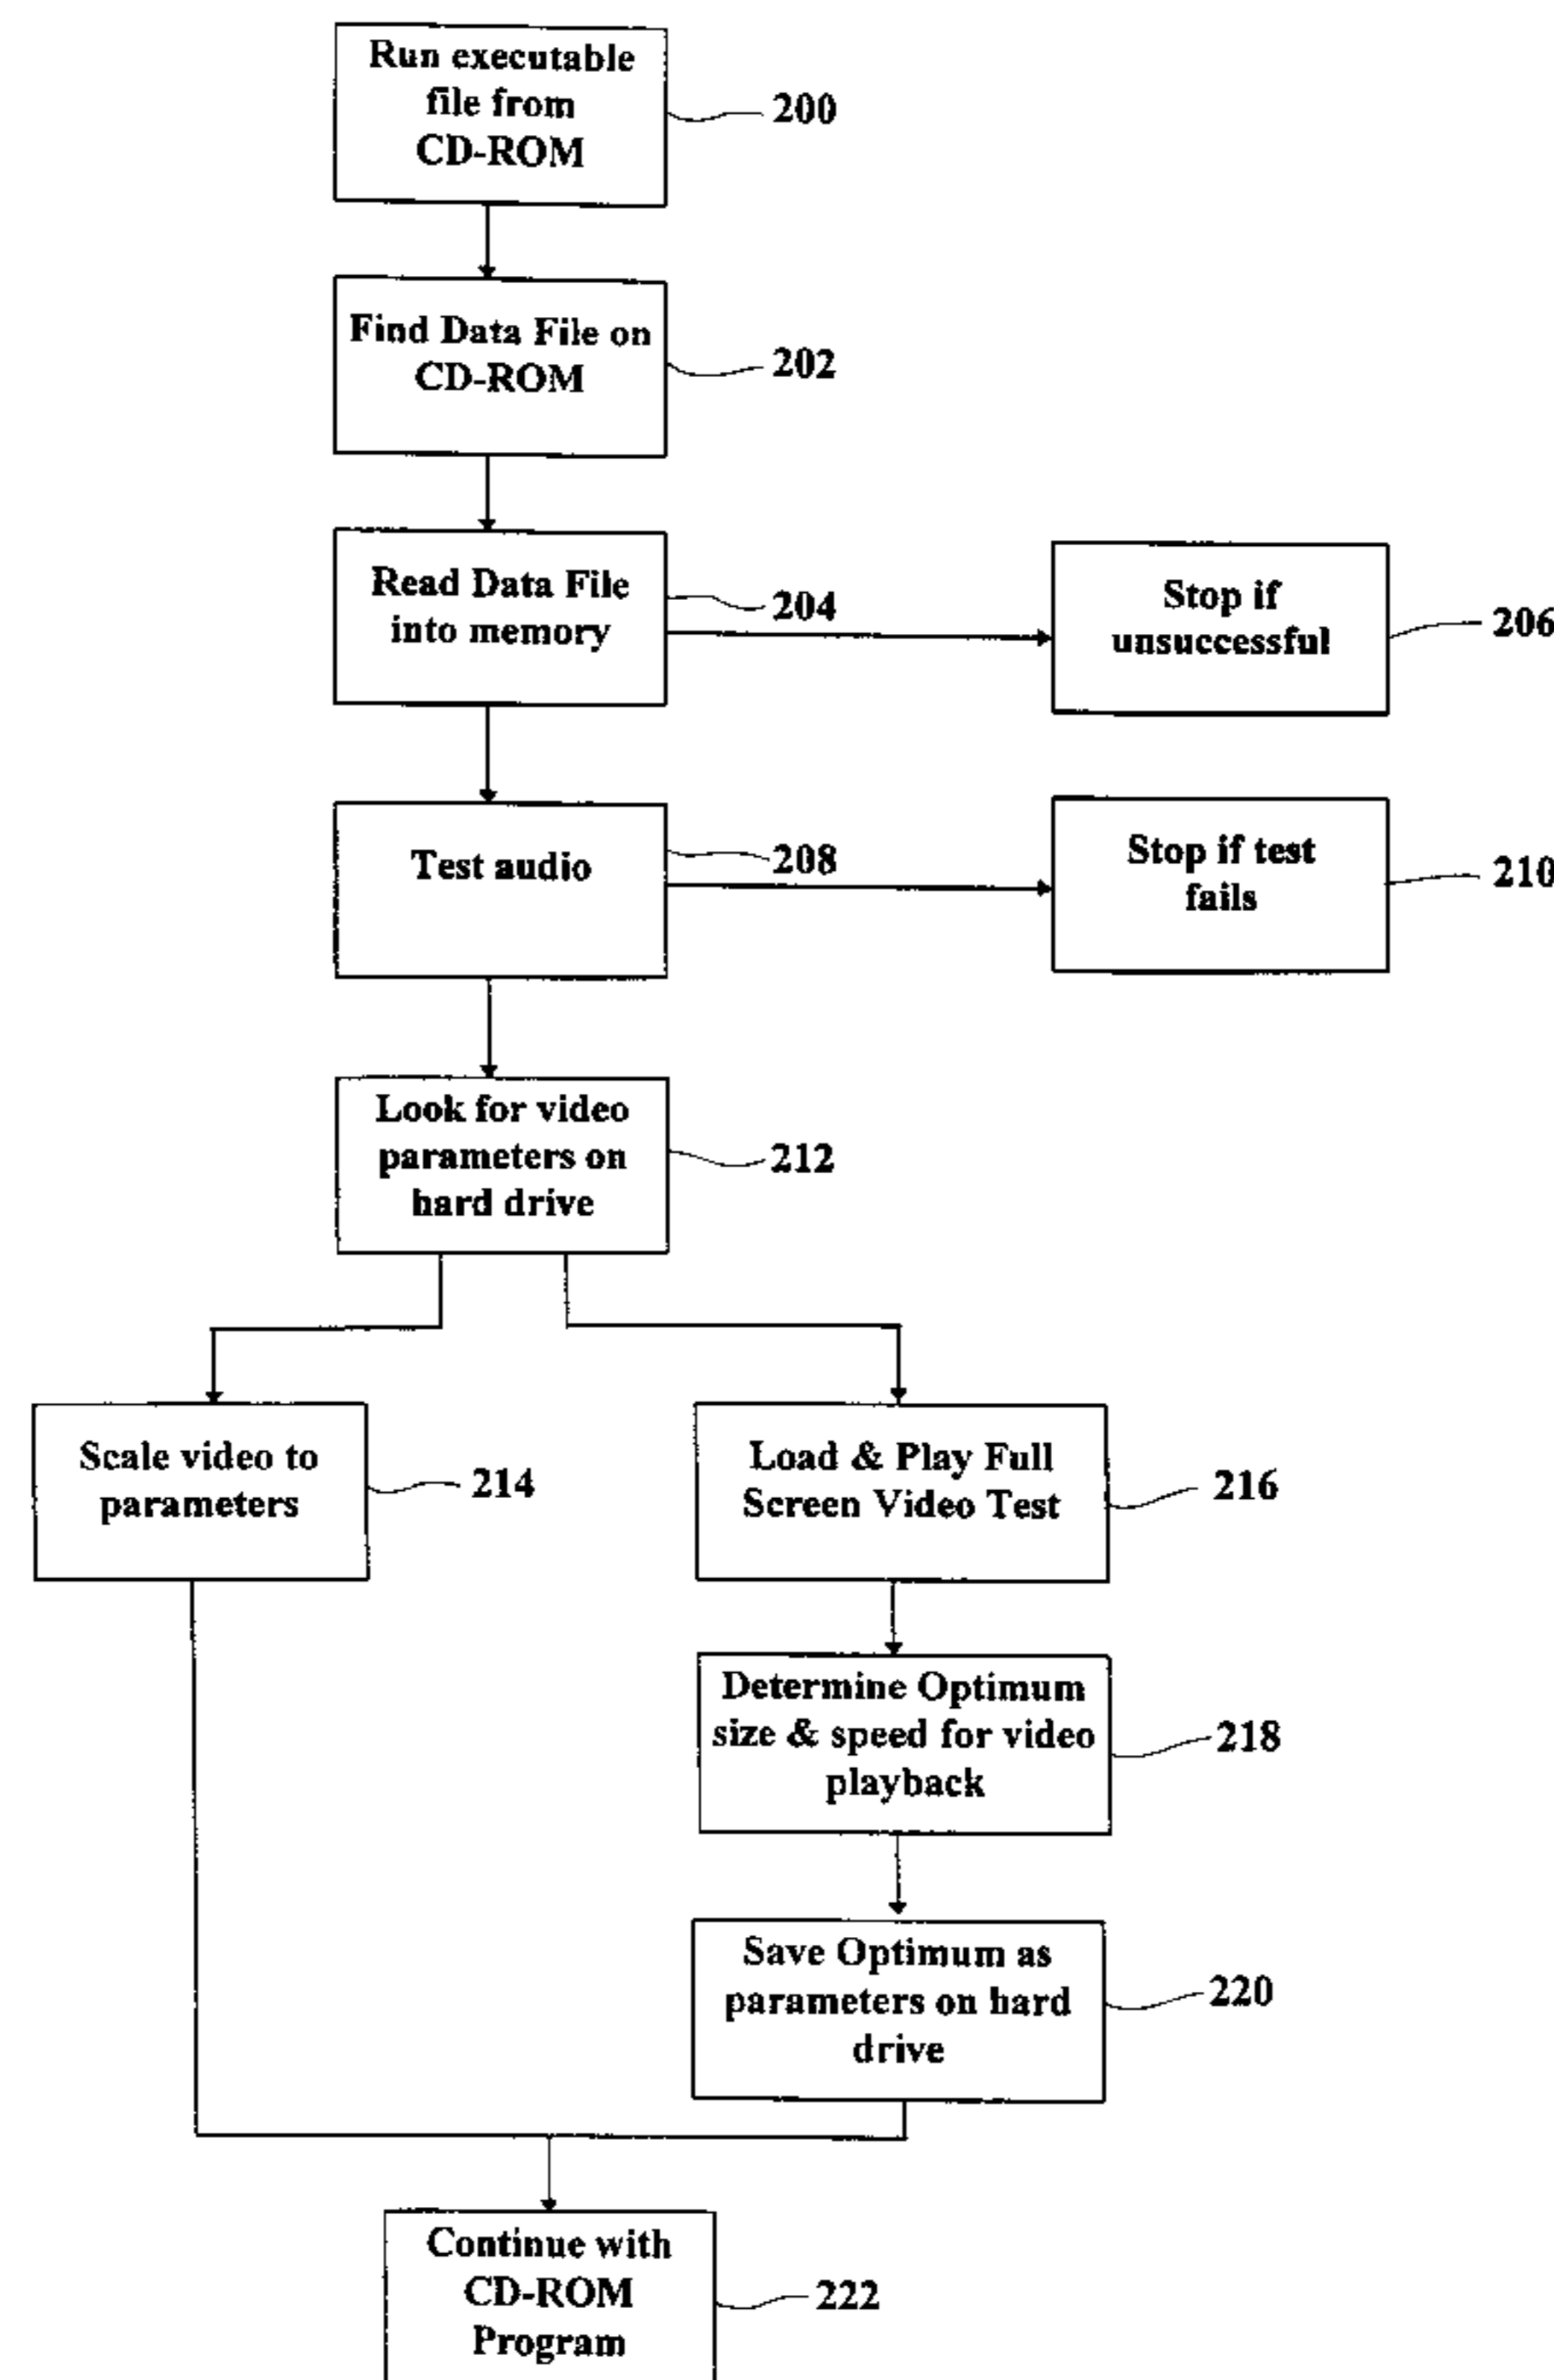 Run executable
file from
CD-ROM
200
Find Data File on
CD-ROM
202
Read Data File
into memory
204
Stop if
unsuccessful
206
Test audio
208
Stop if test
fails
210
Look for video
parameters on
hard drive
212
Scale video to
parameters
214
Load & Play Full
Screen Video Test
216
Determine Optimum
size & speed for video
playback
218
Save Optimum as
parameters on hard
drive
220
Continue with
CD-ROM
Program
222